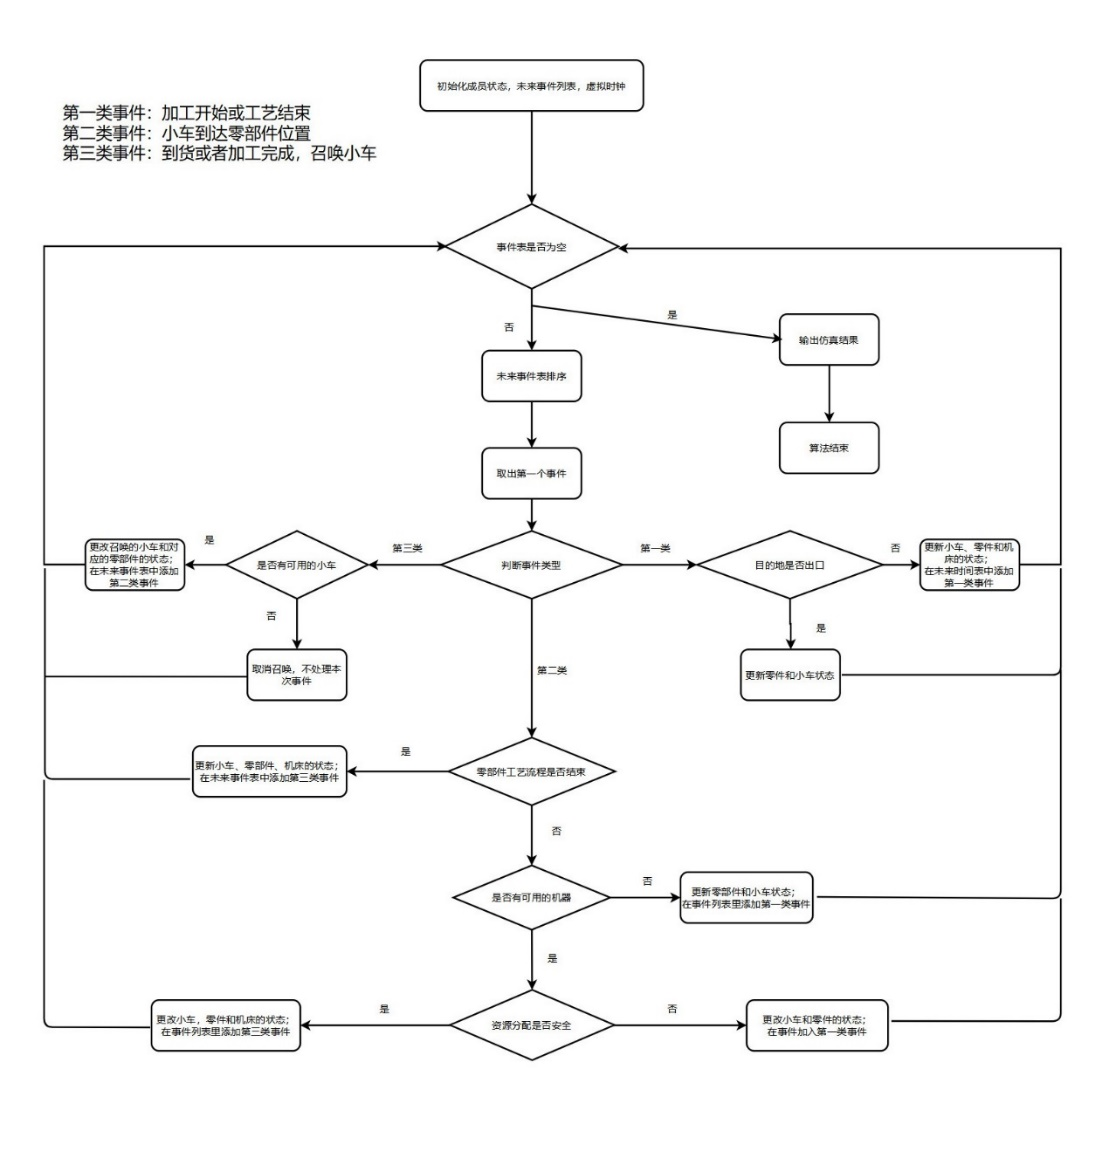 初始化成员状态，未来事件列表，虚拟时钟
第一类事件：加工开始或工艺结束
第二类事件：小车到达零部件位置
第三类事件：到货或者加工完成，召唤小车
事件表是否为空
是
否
输出仿真结果
未来事件表排序
算法结束
取出第一个事件
更改召唤的小车和对
应的零部件的状态；
在未来事件表中添加
第二类事件
是
是否有可用的小车
第三类
判断事件类型
第一类
目的地是否出口
否
更新小车、零件和机
床的状态；
在未来时间表中添加
第一类事件
否
是
取消召唤，不处理本
次事件
第二类
更新零件和小车状态
更新小车、零部件、机床的状态；
在未来事件表中添加第三类事件
是
零部件工艺流程是否结束
否
是否有可用的机器
否
更新零部件和小车状态；
在事件列表里添加第一类事件
是
更改小车，零件和机床的状态；
在事件列表里添加第三类事件
是
资源分配是否安全
否
更改小车和零件的状态；
在事件加入第一类事件